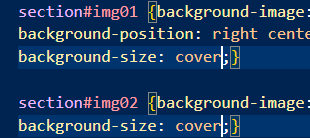 section#img01 {background-image:
background-position: right cente
background-size: cover;}
section#img02 {background-image:
background-size: cover;}